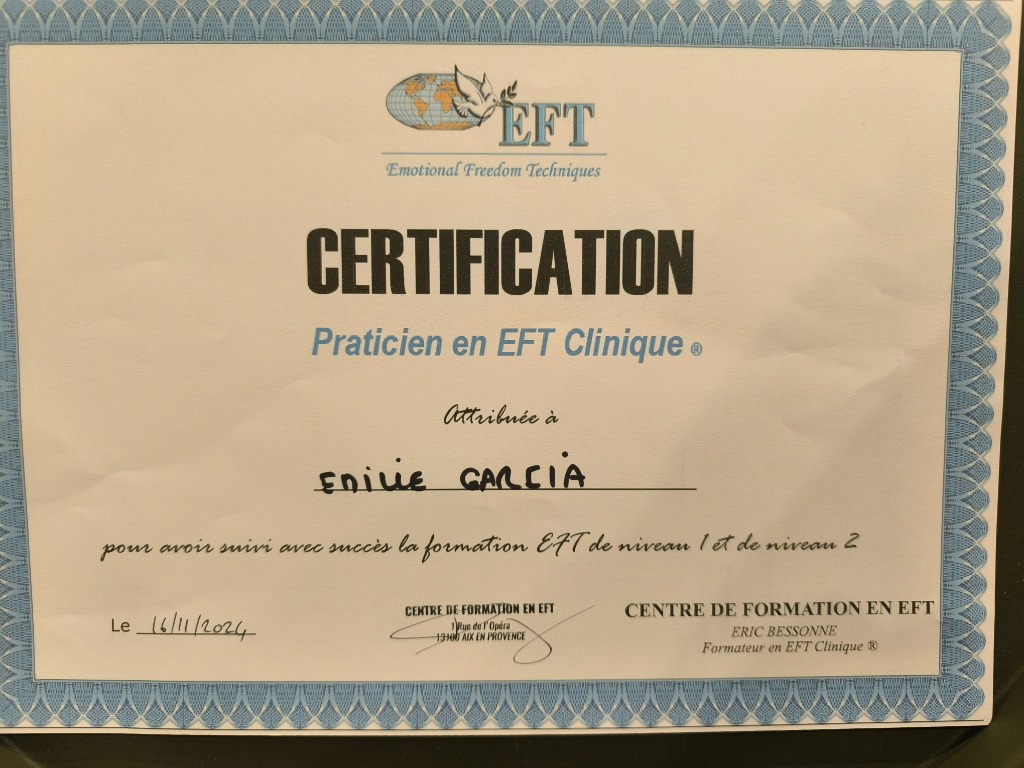 EFT
Emotional Freedom Techniques
CERTIFICATION
Praticien en EFT Clinique ®
Attribuée à
EMILIE GARCIA
pour avoir suivi avec succès la formation EFT de niveau 1 et de niveau 2
Le 16/11/2024
CENTRE DE FORMATION EN EFT
1 Rue de l'Opéra
13100 AIX EN PROVENCE
CENTRE DE FORMATION EN EFT
ERIC BESSONNE
Formateur en EFT Clinique ®